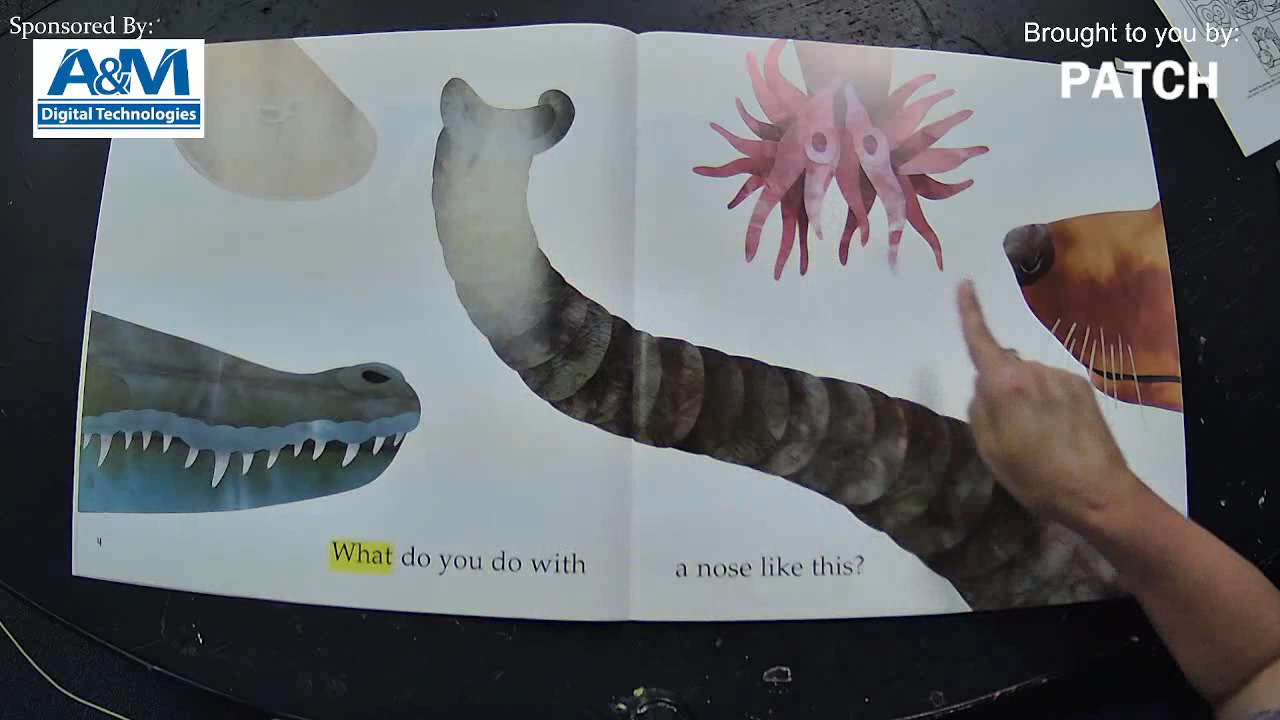 Sponsored By:
A&M
Digital Technologies
Brought to you by:
PATCH
What do you do with
a nose like this?
4